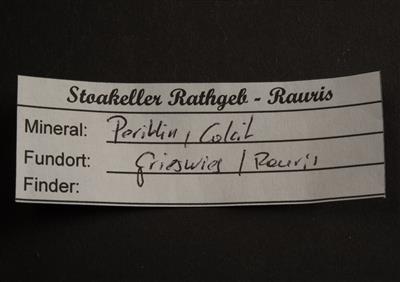 Stoakeller Rathgeb - Rauris
Mineral: Periklin, Calcit
Fundort: Grieswies / Rauris
Finder: